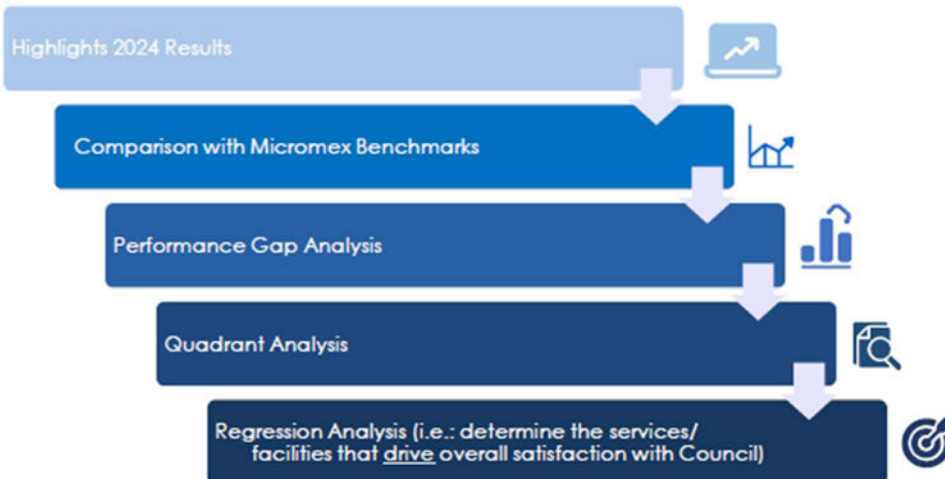 Highlights 2024 Results
Comparison with Micromex Benchmarks
Performance Gap Analysis
Quadrant Analysis
Regression Analysis (i.e.: determine the services/
facilities that drive overall satisfaction with Council)